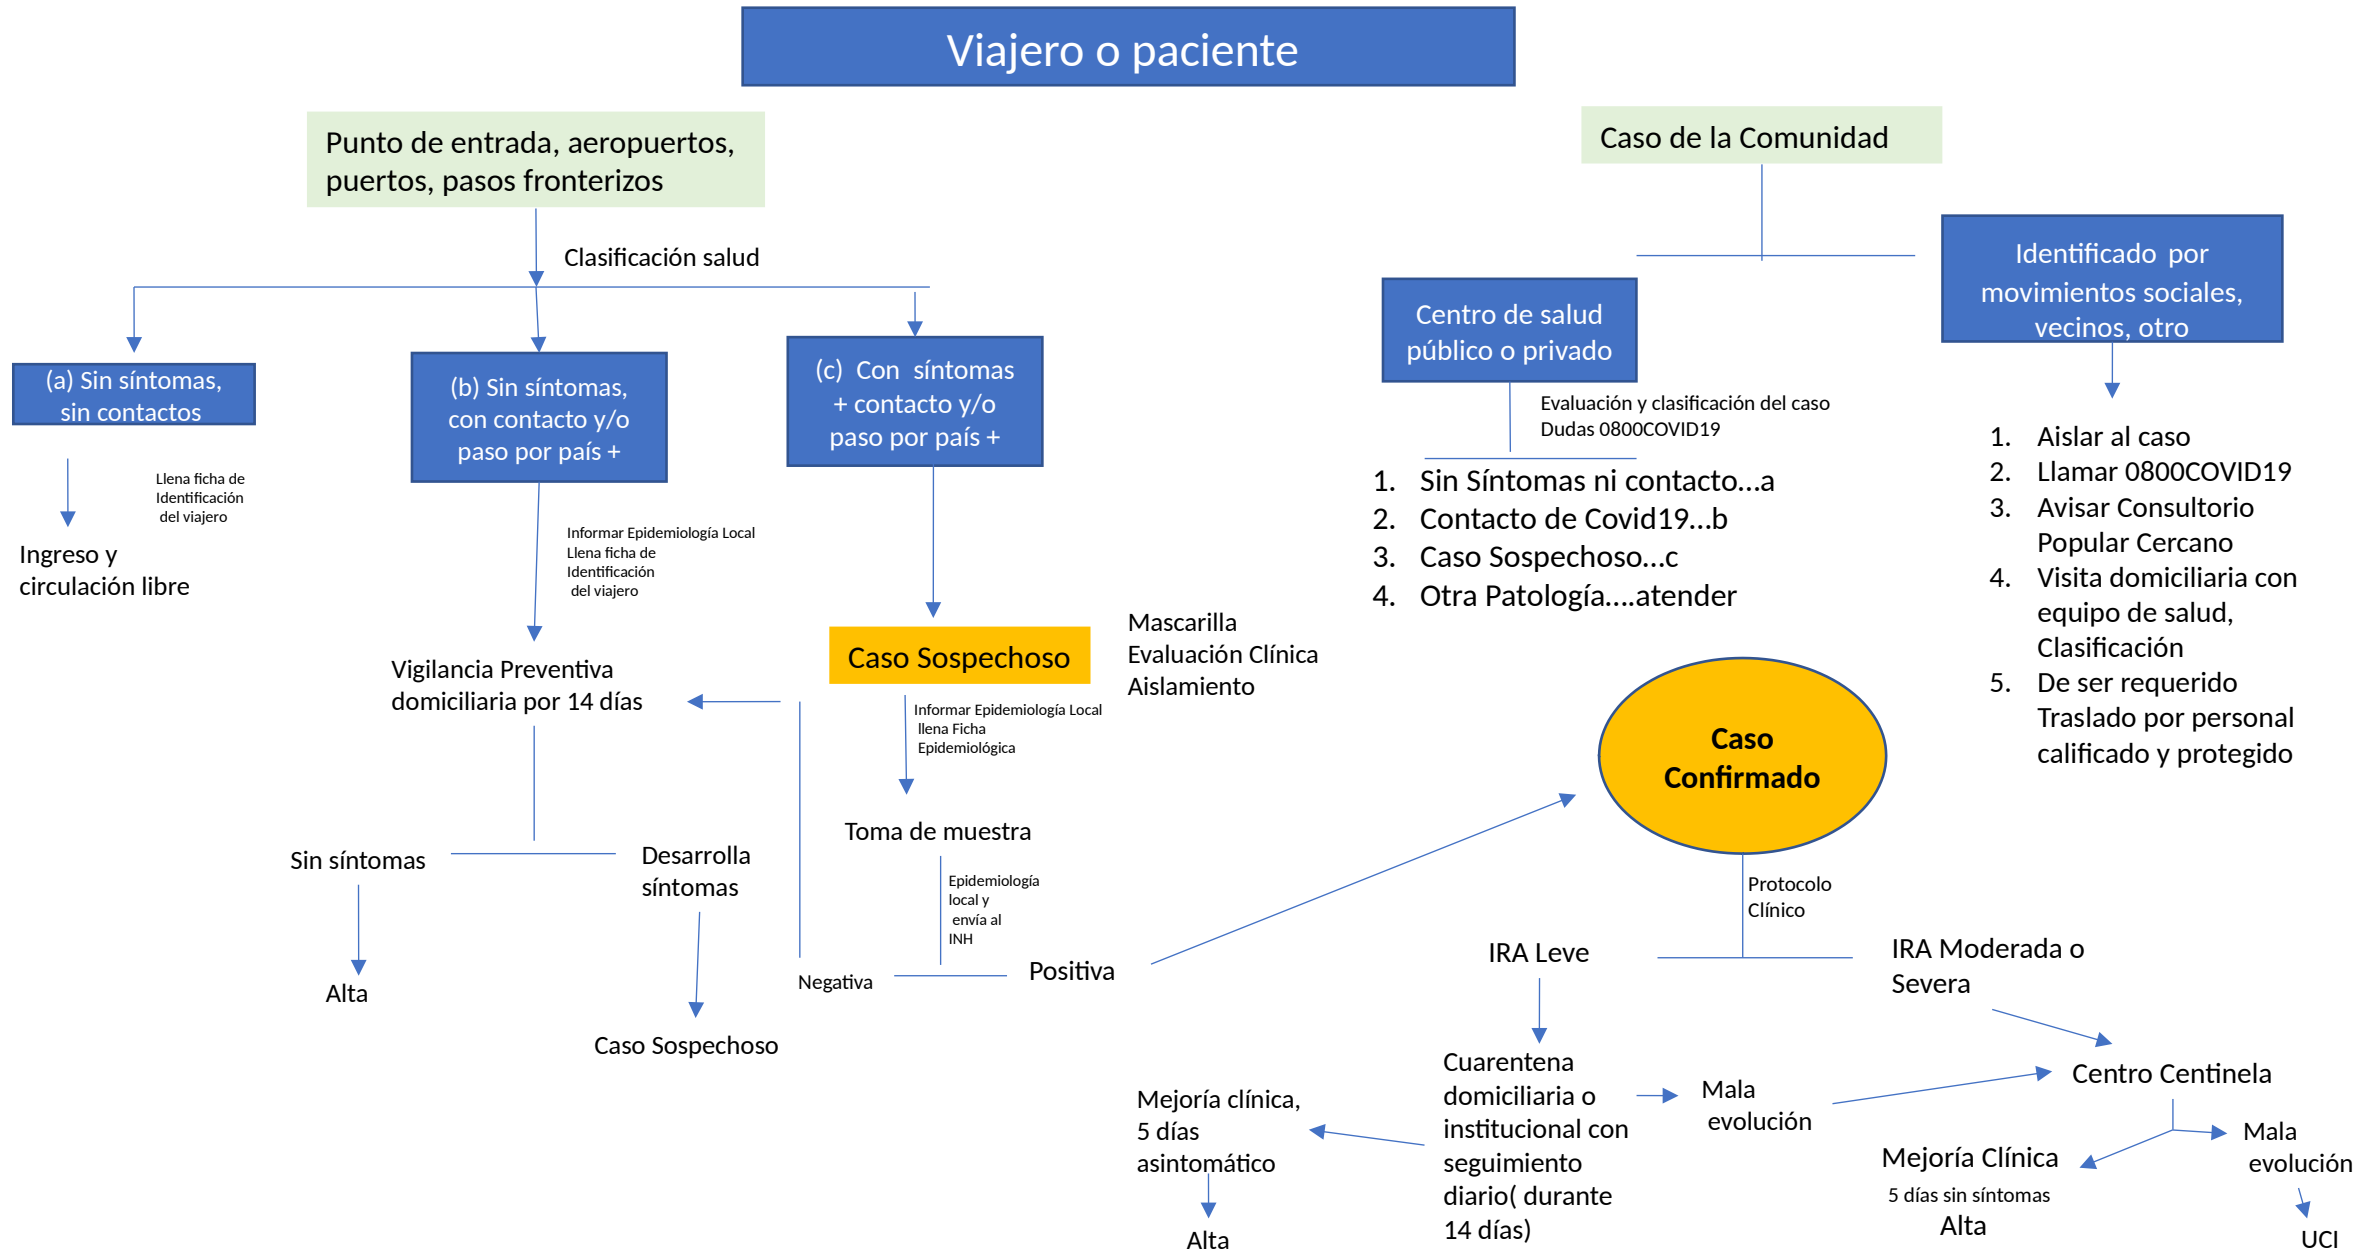 Viajero o paciente
Punto de entrada, aeropuertos,
puertos, pasos fronterizos
Clasificación salud
(a) Sin síntomas,
sin contactos
Llena ficha de
Identificación
del viajero
Ingreso y
circulación libre
(b) Sin síntomas,
con contacto y/o
paso por país +
Informar Epidemiología Local
Llena ficha de
Identificación
del viajero
Vigilancia Preventiva
domiciliaria por 14 días
Sin síntomas
Alta
Desarrolla
síntomas
Caso Sospechoso
(c) Con síntomas
+ contacto y/o
paso por país +
Caso Sospechoso
Mascarilla
Evaluación Clínica
Aislamiento
Informar Epidemiología Local
llena Ficha
Epidemiológica
Toma de muestra
Epidemiología
local y
envía al
INH
Negativa
Positiva
Caso de la Comunidad
Centro de salud
público o privado
Evaluación y clasificación del caso
Dudas 0800COVID19
1. Sin Síntomas ni contacto...a
2. Contacto de Covid19...b
3. Caso Sospechoso...c
4. Otra Patología....atender
Identificado por
movimientos sociales,
vecinos, otro
1. Aislar al caso
2. Llamar 0800COVID19
3. Avisar Consultorio
Popular Cercano
4. Visita domiciliaria con
equipo de salud,
Clasificación
5. De ser requerido
Traslado por personal
calificado y protegido
Caso
Confirmado
Protocolo
Clínico
IRA Leve
IRA Moderada o
Severa
Cuarentena
domiciliaria o
institucional con
seguimiento
diario( durante
14 días)
Mejoría clínica,
5 días
asintomático
Alta
Mala
evolución
Centro Centinela
Mejoría Clínica
5 días sin síntomas
Alta
Mala
evolución
UCI